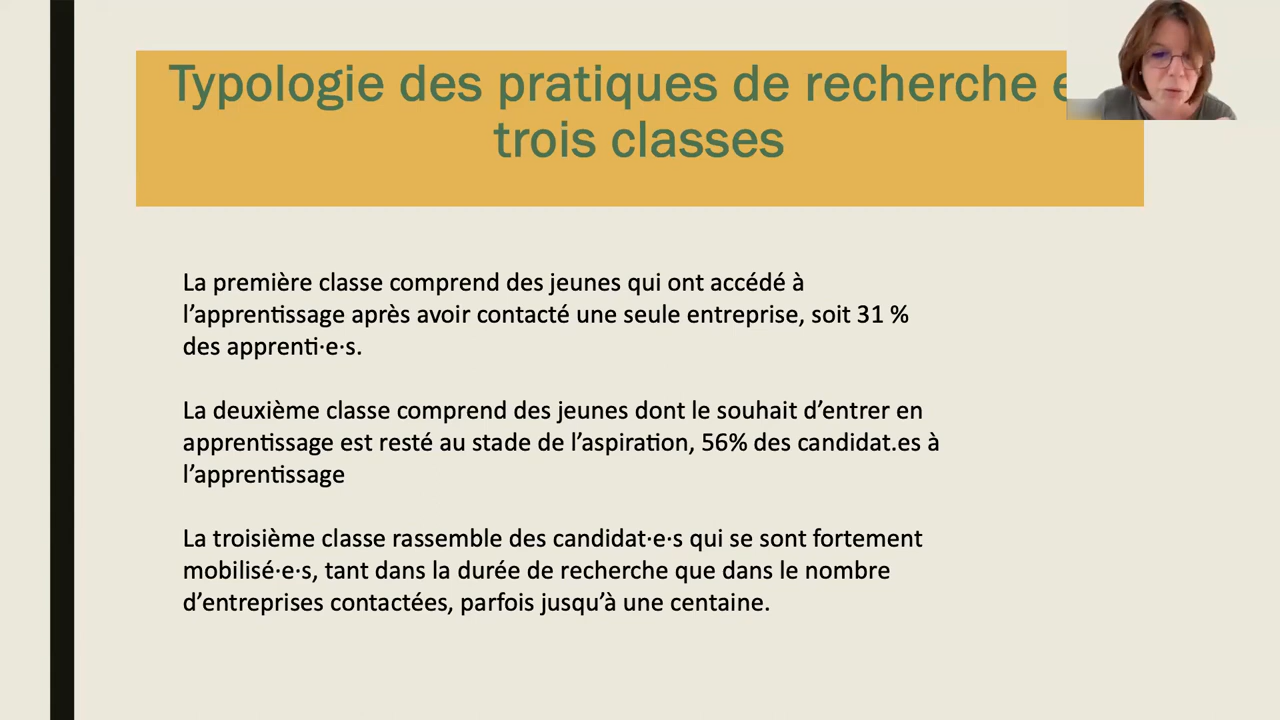 Typologie des pratiques de recherche
trois classes
La première classe comprend des jeunes qui ont accédé à
l’apprentissage après avoir contacté une seule entreprise, soit 31 %
des apprenti·e·s.
La deuxième classe comprend des jeunes dont le souhait d’entrer en
apprentissage est resté au stade de l’aspiration, 56% des candidat.es à
l’apprentissage
La troisième classe rassemble des candidat·e·s qui se sont fortement
mobilisé·e·s, tant dans la durée de recherche que dans le nombre
d’entreprises contactées, parfois jusqu’à une centaine.